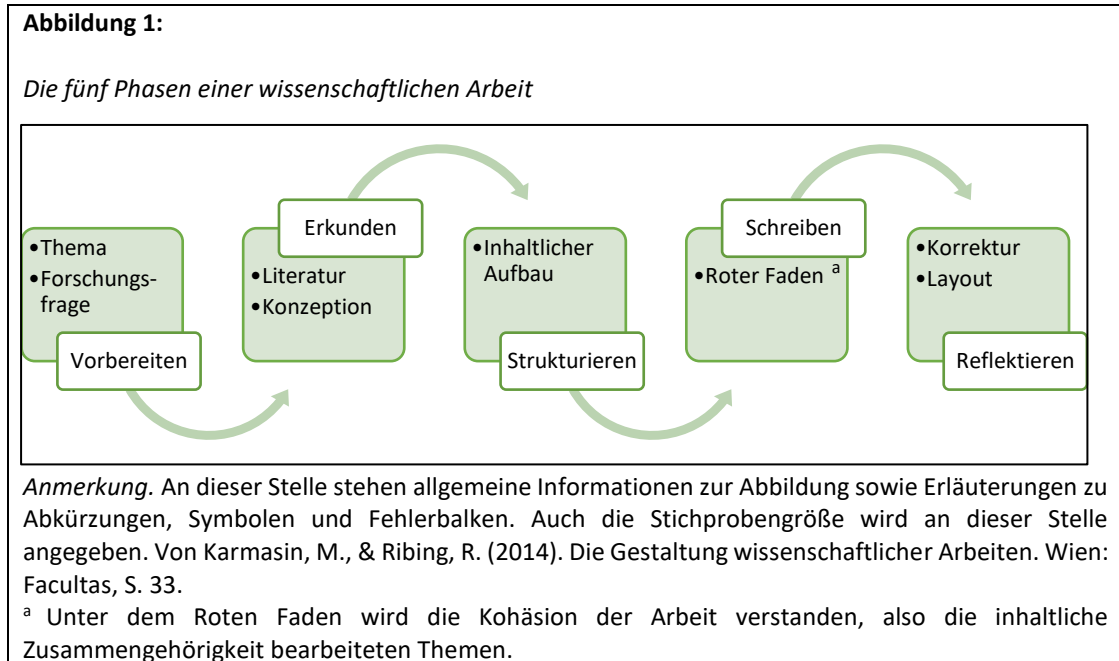 Abbildung 1:
Die fünf Phasen einer wissenschaftlichen Arbeit
•Thema
•Forschungs-
frage
Vorbereiten
Erkunden
•Literatur
•Konzeption
•Inhaltlicher
Aufbau
Strukturieren
Schreiben
•Roter Faden ᵃ
•Korrektur
•Layout
Reflektieren
Anmerkung. An dieser Stelle stehen allgemeine Informationen zur Abbildung sowie Erläuterungen zu
Abkürzungen, Symbolen und Fehlerbalken. Auch die Stichprobengröße wird an dieser Stelle
angegeben. Von Karmasin, M., & Ribing, R. (2014). Die Gestaltung wissenschaftlicher Arbeiten. Wien:
Facultas, S. 33.
ᵃ Unter dem Roten Faden wird die Kohäsion der Arbeit verstanden, also die inhaltliche
Zusammengehörigkeit bearbeiteten Themen.